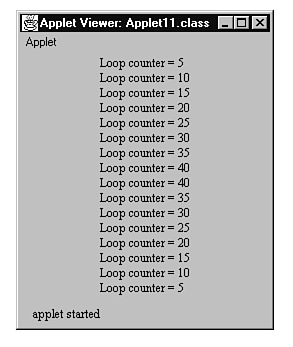 Applet Viewer: Applet11.class
Applet
Loop counter = 5
Loop counter = 10
Loop counter = 15
Loop counter = 20
Loop counter = 25
Loop counter = 30
Loop counter = 35
Loop counter = 40
Loop counter = 40
Loop counter = 35
Loop counter = 30
Loop counter = 25
Loop counter = 20
Loop counter = 15
Loop counter = 10
Loop counter = 5
applet started